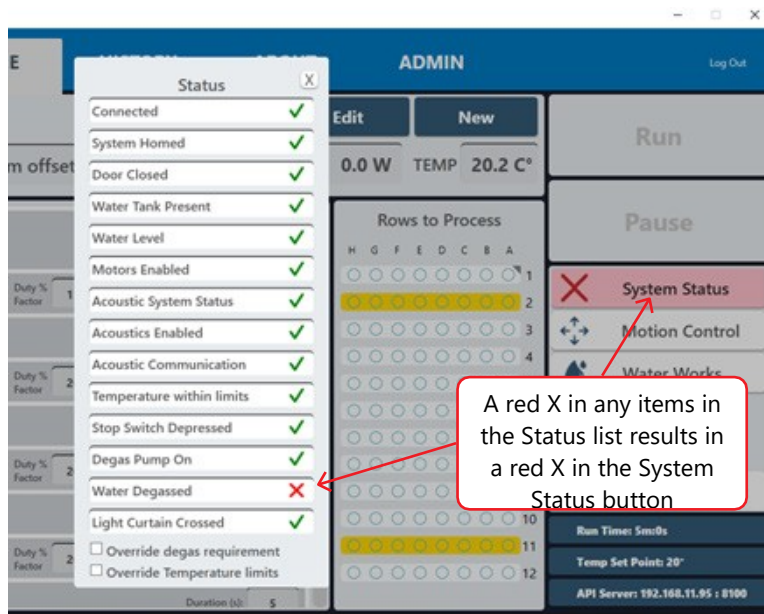 E
ADMIN
Log Out
Status
X
Connected
System Homed
Door Closed
Water Tank Present
Water Level
Motors Enabled
Acoustic System Status
Acoustics Enabled
Acoustic Communication
Temperature within limits
Stop Switch Depressed
Degas Pump On
Water Degassed
Light Curtain Crossed
Override degas requirement
Override Temperature limits
Duration (s): 5
m offset
Duty %
Factor 1
Duty %
Factor 2
Duty %
Factor 2
Duty %
Factor 2
Edit New
0.0 W TEMP 20.2 C°
Rows to Process
H G F E D C B A
1
2
3
4
10
11
12
Run
Pause
System Status
Motion Control
Water Works
A red X in any items in
the Status list results in
a red X in the System
Status button
Run Time: 5m:0s
Temp Set Point: 20°
API Server: 192.168.11.95 : 8100